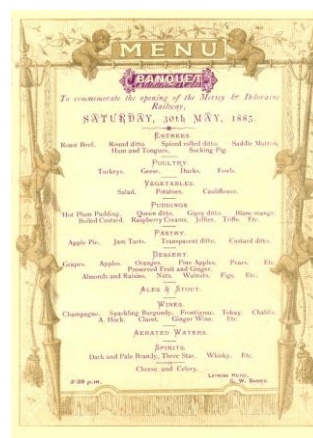 MENU
BANQUET
To commemorate the opening of the Mersey & Deloraine
Railway,
SATURDAY, 30th MAY, 1885.
ENTREES
Roast Beef. Round ditto Spiced rolled ditto. Saddle Mutton,
Ham and Tongues. Sucking Pig.
POULTRY
Turkeys. Geese. Ducks. Fowls.
VEGETABLES
Salad. Potatoes. Cauliflower.
PUDDINGS
Hot Plum Pudding. Queen ditto. Gipsy ditto. Blanc mange.
Boiled Custard. Raspberry Creams. Jellies. Trifle. Etc.
PASTRY
Apple Pie. Jam Tarts. Transparent ditto. Custard ditto.
DESSERT
Grapes. Apples. Oranges. Pine Apples. Pears. Etc
Preserved Fruit and Ginger.
Almonds and Raisins. Nuts. Walnuts. Figs. Etc.
ALES & STOUT.
WINES
Champagne. Sparkling Burgundy. Frontignac. Tokay. Chablis.
A. Hock. Claret. Ginger Wine. Etc.
AERATED WATERS.
SPIRITS.
Dark and Pale Brandy, Three Star. Whisky, Etc.
Cheese and Celery.
LATROBE HOTEL.
3-30 p.m. G. W.